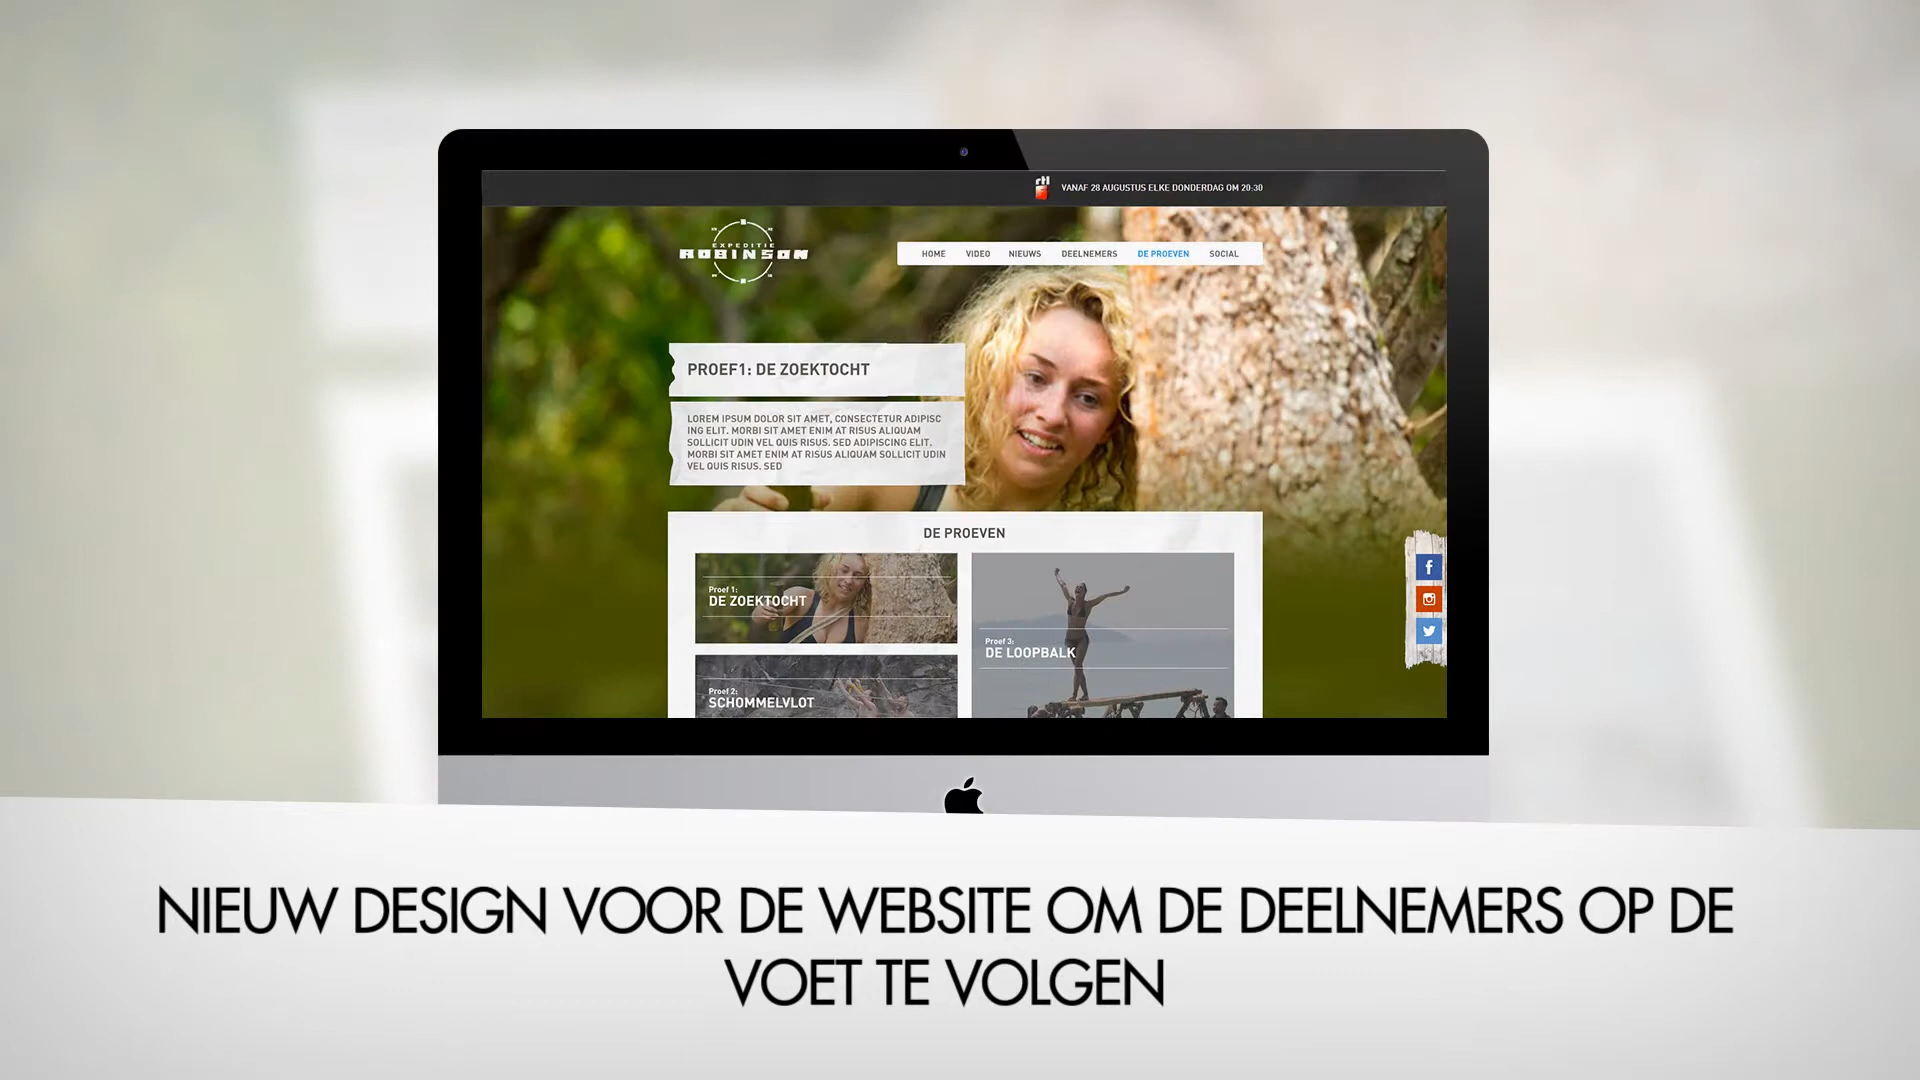 VANAF 28 AUGUSTUS ELKE DONDERDAG OM 20:30
EXPEDITIE
ROBINSON
HOME VIDEO NIEUWS DEELNEMERS DE PROEVEN SOCIAL
PROEF1: DE ZOEKTOCHT
LOREM IPSUM DOLOR SIT AMET, CONSECTETUR ADIPISC
ING ELIT. MORBI SIT AMET ENIM AT RISUS ALIQUAM
SOLLICIT UDIN VEL QUIS RISUS. SED ADIPISCING ELIT.
MORBI SIT AMET ENIM AT RISUS ALIQUAM SOLLICIT UDIN
VEL QUIS RISUS. SED
DE PROEVEN
Proef 1:
DE ZOEKTOCHT
Proef 2:
SCHOMMELVLOT
Proef 3:
DE LOOPBALK
NIEUW DESIGN VOOR DE WEBSITE OM DE DEELNEMERS OP DE
VOET TE VOLGEN